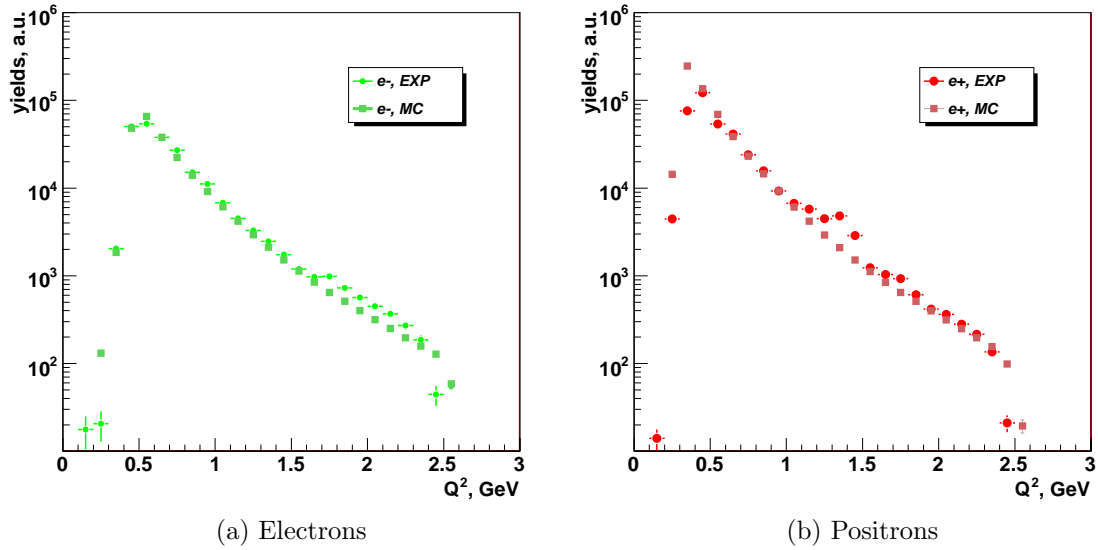 yields, a.u.
10^6
10^5
10^4
10^3
10^2
e-, EXP
e-, MC
0 0.5 1 1.5 2 2.5 3
Q^2, GeV
(a) Electrons
yields, a.u.
10^6
10^5
10^4
10^3
10^2
e+, EXP
e+, MC
0 0.5 1 1.5 2 2.5 3
Q^2, GeV
(b) Positrons